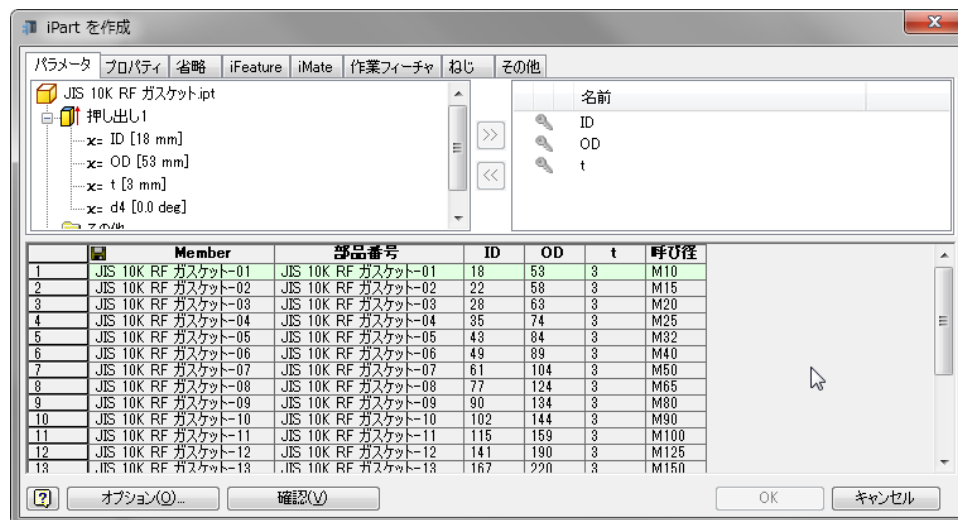 iPart を作成
パラメータ プロパティ 省略 iFeature iMate 作業フィーチャ ねじ その他
JIS 10K RF ガスケット.ipt
押し出し1
x= ID [18 mm]
x= OD [53 mm]
x= t [3 mm]
x= d4 [0.0 deg]
その他
>>
<<
名前
ID
OD
t
Member 部品番号 ID OD t 呼び径
1 JIS 10K RF ガスケット-01 JIS 10K RF ガスケット-01 18 53 3 M10
2 JIS 10K RF ガスケット-02 JIS 10K RF ガスケット-02 22 58 3 M15
3 JIS 10K RF ガスケット-03 JIS 10K RF ガスケット-03 28 63 3 M20
4 JIS 10K RF ガスケット-04 JIS 10K RF ガスケット-04 35 74 3 M25
5 JIS 10K RF ガスケット-05 JIS 10K RF ガスケット-05 43 84 3 M32
6 JIS 10K RF ガスケット-06 JIS 10K RF ガスケット-06 49 89 3 M40
7 JIS 10K RF ガスケット-07 JIS 10K RF ガスケット-07 61 104 3 M50
8 JIS 10K RF ガスケット-08 JIS 10K RF ガスケット-08 77 124 3 M65
9 JIS 10K RF ガスケット-09 JIS 10K RF ガスケット-09 90 134 3 M80
10 JIS 10K RF ガスケット-10 JIS 10K RF ガスケット-10 102 144 3 M90
11 JIS 10K RF ガスケット-11 JIS 10K RF ガスケット-11 115 159 3 M100
12 JIS 10K RF ガスケット-12 JIS 10K RF ガスケット-12 141 190 3 M125
13 JIS 10K RF ガスケット-13 JIS 10K RF ガスケット-13 167 220 3 M150
? オプション(O)... 確認(V) OK キャンセル